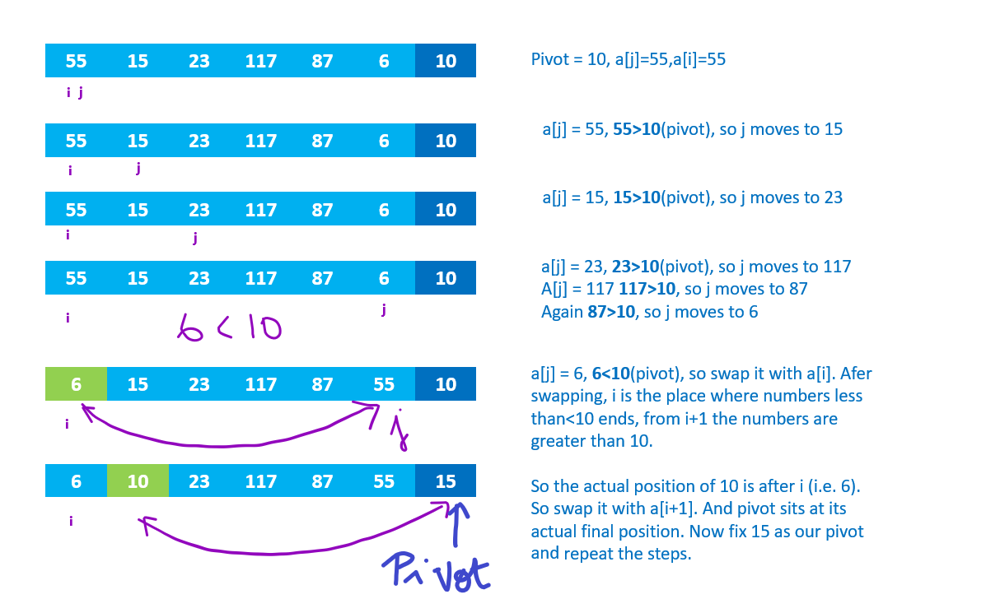 55 15 23 117 87 6 10
Pivot = 10, a[j]=55,a[i]=55
i j
55 15 23 117 87 6 10
a[j] = 55, 55>10(pivot), so j moves to 15
i j
55 15 23 117 87 6 10
a[j] = 15, 15>10(pivot), so j moves to 23
i j
55 15 23 117 87 6 10
a[j] = 23, 23>10(pivot), so j moves to 117
A[j] = 117 117>10, so j moves to 87
Again 87>10, so j moves to 6
i j
6 < 10
6 15 23 117 87 55 10
a[j] = 6, 6<10(pivot), so swap it with a[i]. Afer
swapping, i is the place where numbers less
than<10 ends, from i+1 the numbers are
greater than 10.
i j
6 10 23 117 87 55 15
i
So the actual position of 10 is after i (i.e. 6).
So swap it with a[i+1]. And pivot sits at its
actual final position. Now fix 15 as our pivot
and repeat the steps.
Pivot